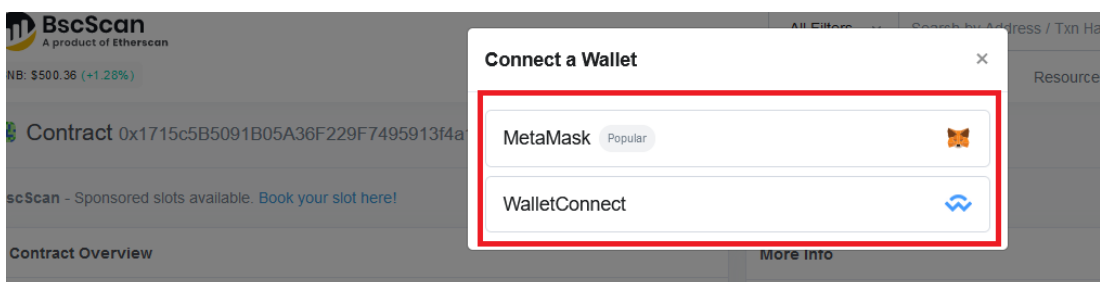 BscScan
A product of Etherscan
All Filters
Search by Address / Txn Ha
NB: $500.36 (+1.28%)
Connect a Wallet
×
Resource
Contract 0x1715c5B5091B05A36F229F7495913f4a
MetaMask Popular
WalletConnect
scScan - Sponsored slots available. Book your slot here!
Contract Overview
More Info